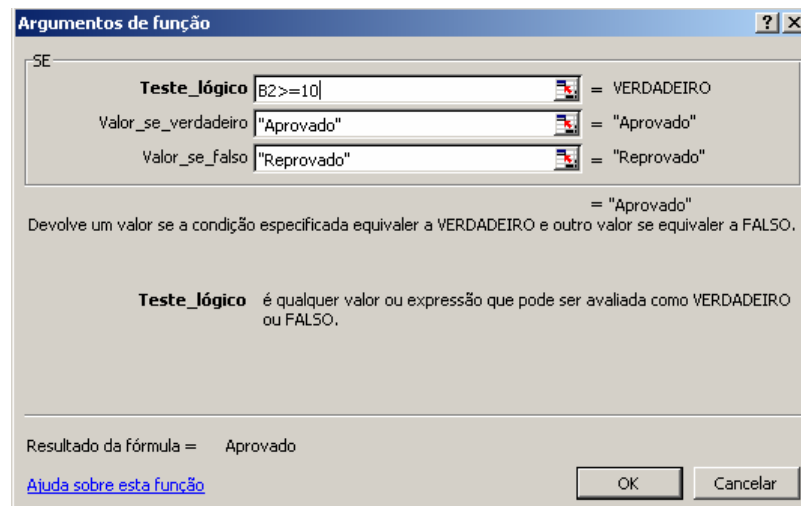 Argumentos de função
SE
Teste_lógico B2>=10 = VERDADEIRO
Valor_se_verdadeiro "Aprovado" = "Aprovado"
Valor_se_falso "Reprovado" = "Reprovado"
= "Aprovado"
Devolve um valor se a condição especificada equivaler a VERDADEIRO e outro valor se equivaler a FALSO.
Teste_lógico é qualquer valor ou expressão que pode ser avaliada como VERDADEIRO
ou FALSO.
Resultado da fórmula = Aprovado
Ajuda sobre esta função OK Cancelar